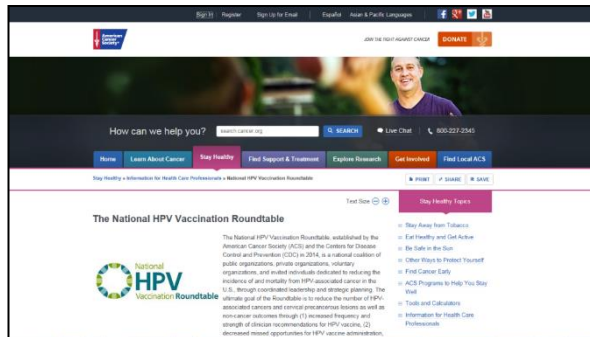 Sign In | Register Sign Up for Email | Español Asian & Pacific Languages
American
Cancer
Society
JOIN THE FIGHT AGAINST CANCER
DONATE
How can we help you?
search cancer.org
SEARCH
Live Chat
800-227-2345
Home
Learn About Cancer
Stay Healthy
Find Support & Treatment
Explore Research
Get Involved
Find Local ACS
Stay Healthy » Information for Health Care Professionals » National HPV Vaccination Roundtable
PRINT
SHARE
SAVE
Text Size
Stay Healthy Topics
The National HPV Vaccination Roundtable
National
HPV
Vaccination Roundtable
The National HPV Vaccination Roundtable, established by the
American Cancer Society (ACS) and the Centers for Disease
Control and Prevention (CDC) in 2014, is a national coalition of
public organizations, private organizations, voluntary
organizations, and invited individuals dedicated to reducing the
incidence of and mortality from HPV-associated cancer in the
U.S., through coordinated leadership and strategic planning. The
ultimate goal of the Roundtable is to reduce the number of HPV-
associated cancers and cervical precancerous lesions as well as
non-cancer outcomes through (1) increased frequency and
strength of clinician recommendations for HPV vaccine, (2)
decreased missed opportunities for HPV vaccine administration,
Stay Away from Tobacco
Eat Healthy and Get Active
Be Safe in the Sun
Other Ways to Protect Yourself
Find Cancer Early
ACS Programs to Help You Stay
Well
Tools and Calculators
Information for Health Care
Professionals